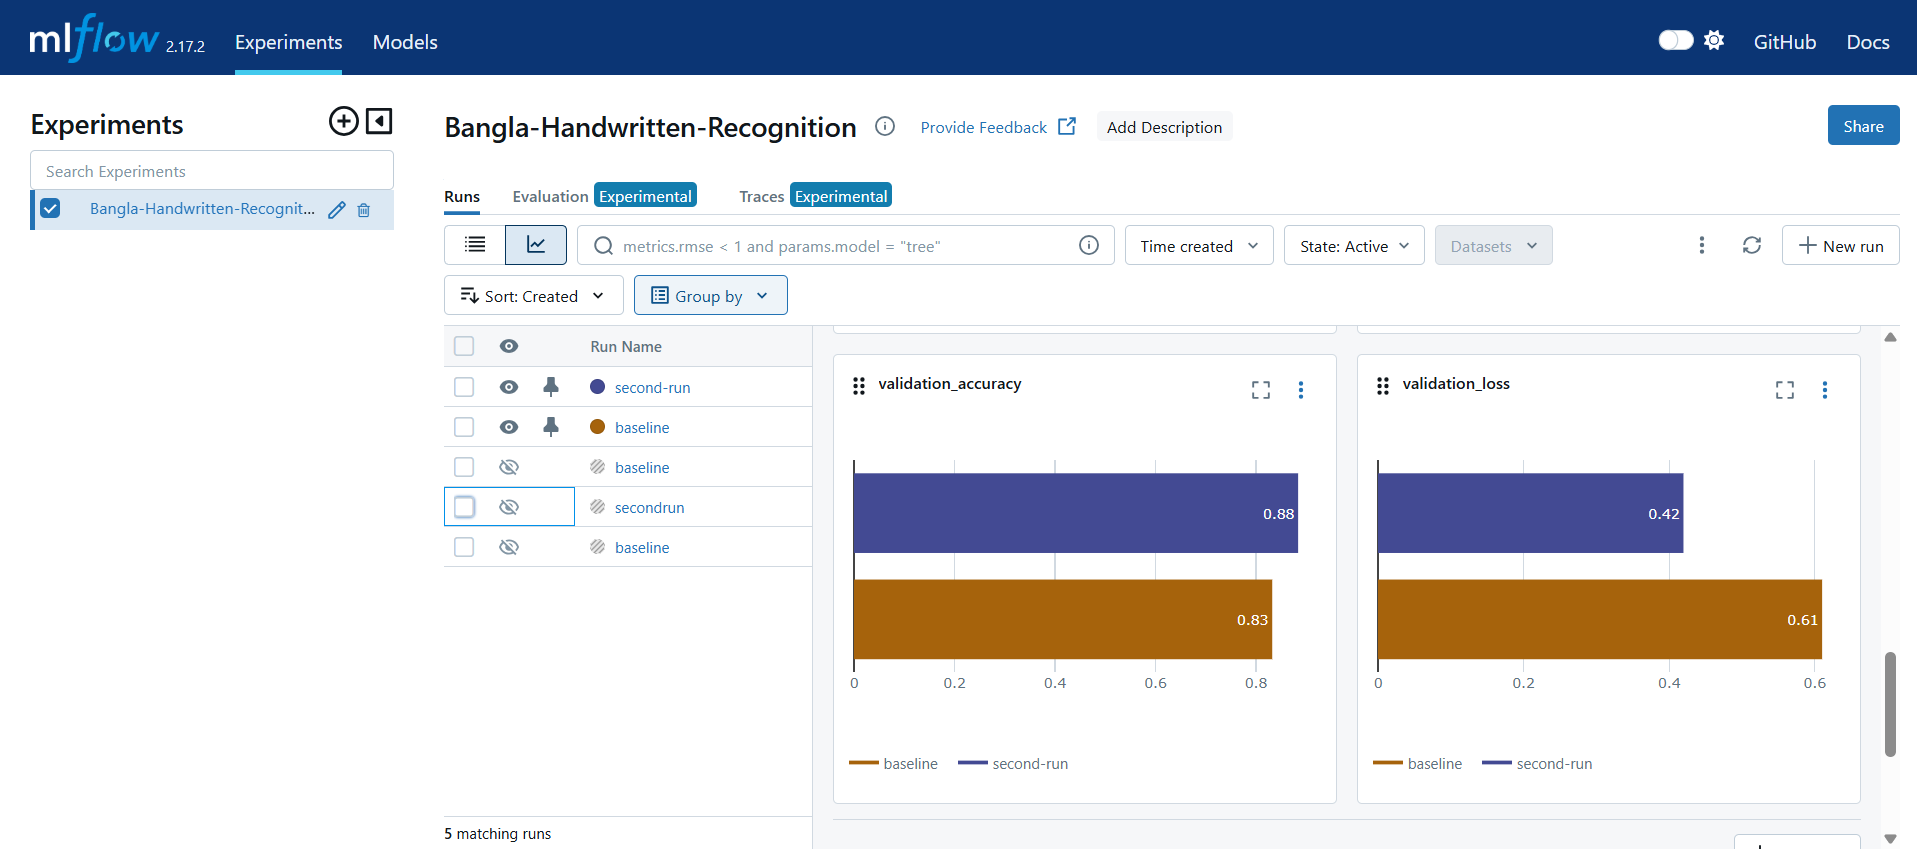 mlflow 2.17.2 Experiments Models GitHub Docs
Experiments
Search Experiments
Bangla-Handwritten-Recognit...
Bangla-Handwritten-Recognition Provide Feedback Add Description Share
Runs Evaluation Experimental Traces Experimental
metrics.rmse < 1 and params.model = "tree" Time created State: Active Datasets New run
Sort: Created Group by
Run Name
second-run
baseline
baseline
secondrun
baseline
5 matching runs
validation_accuracy
0.88
0.83
0 0.2 0.4 0.6 0.8
baseline second-run
validation_loss
0.42
0.61
0 0.2 0.4 0.6
baseline second-run